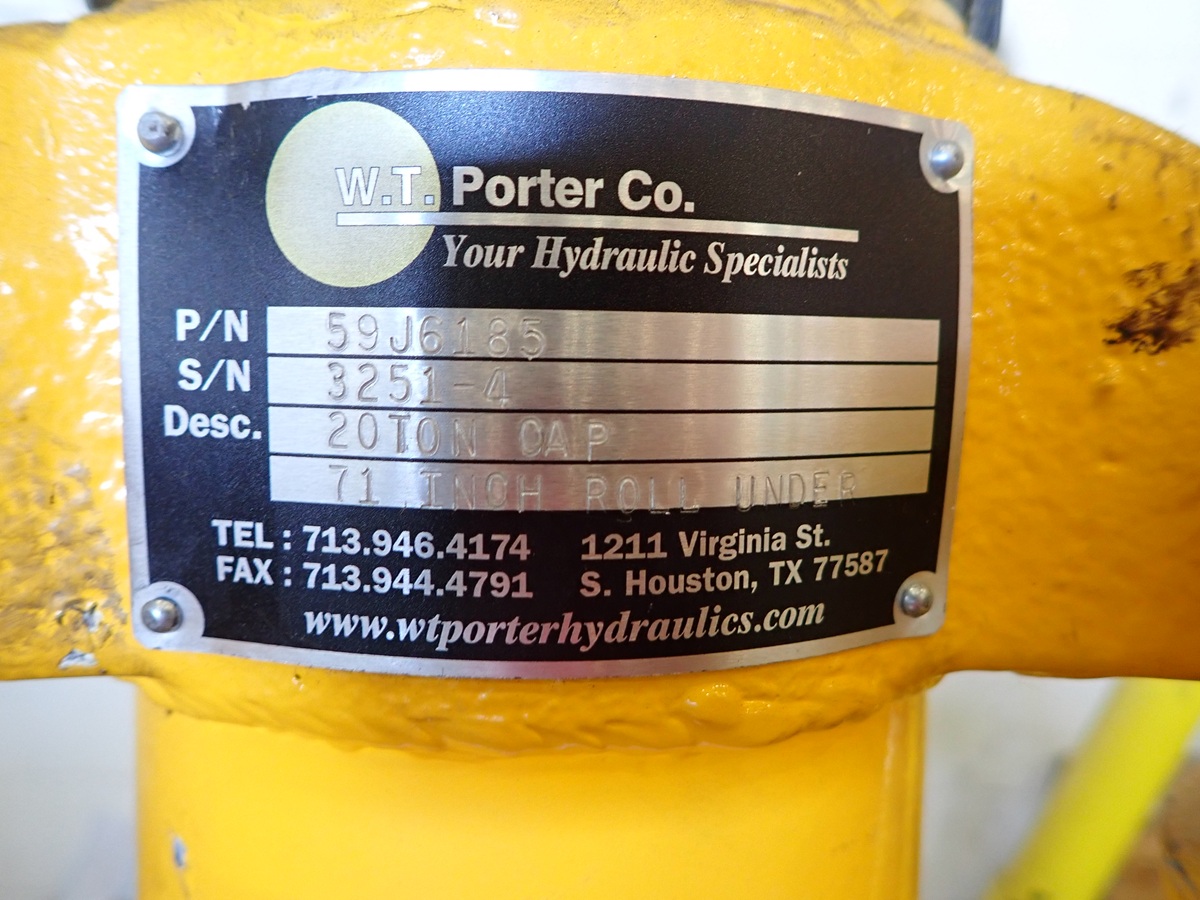 W.T. Porter Co.
Your Hydraulic Specialists
P/N 59J6185
S/N 3251-4
Desc. 20TON CAP
71 INCH ROLL UNDER
TEL : 713.946.4174 1211 Virginia St.
FAX : 713.944.4791 S. Houston, TX 77587
www.wtporterhydraulics.com